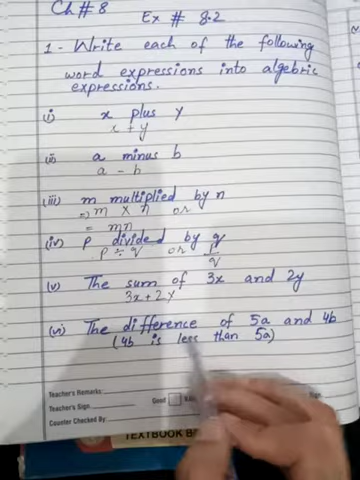 Ch # 8
Ex # 8.2
1 - Write each of the following
word expressions into algebric
expressions.
(i) x plus y
x + y
(ii) a minus b
a - b
(iii) m multiplied by n
=> m × n or
= mn
(iv) p divided by q
p ÷ q or p/q
(v) The sum of 3x and 2y
3x + 2y
(vi) The difference of 5a and 4b
(4b is less than 5a)
Teacher's Remarks:
Teacher's Sign.
Good
Counter Checked By
TEXTBOOK